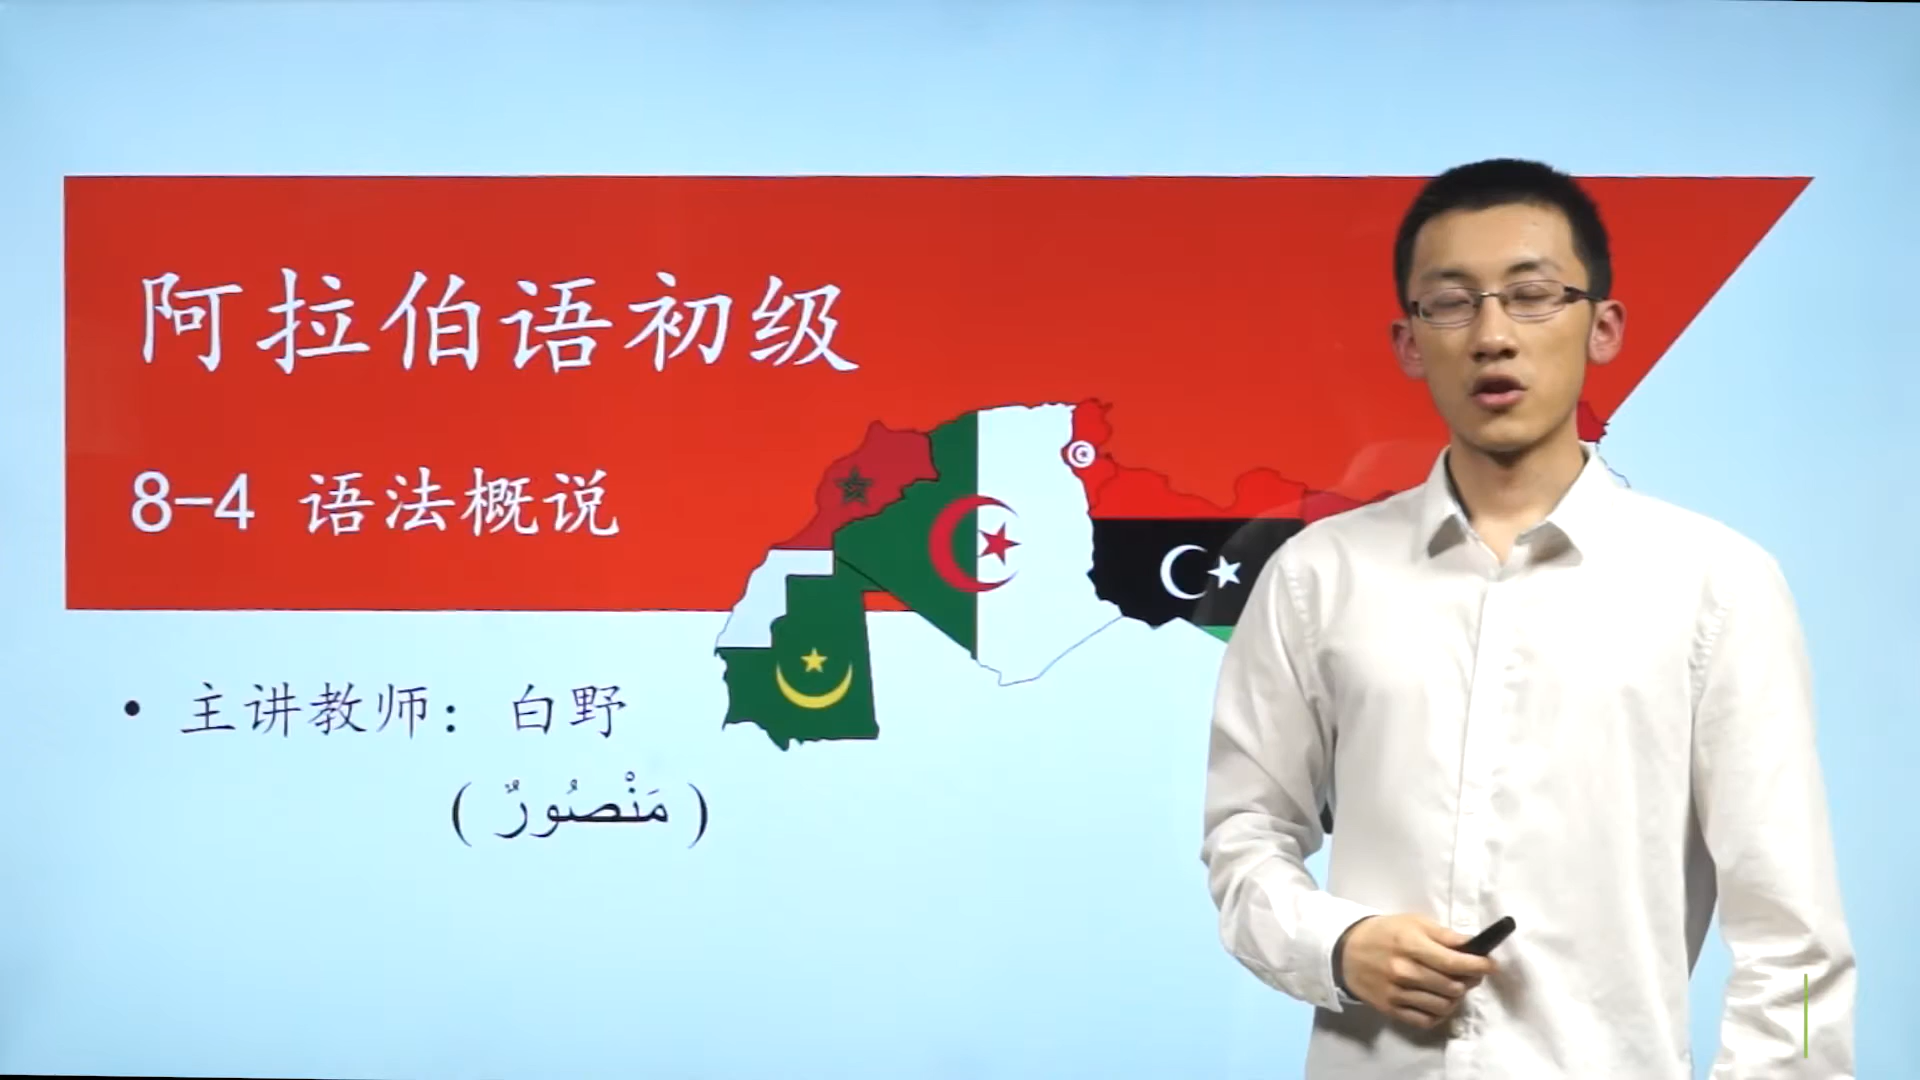 阿拉伯语初级
8-4 语法概说
• 主讲教师： 白野
( مَنْصُورٌ )